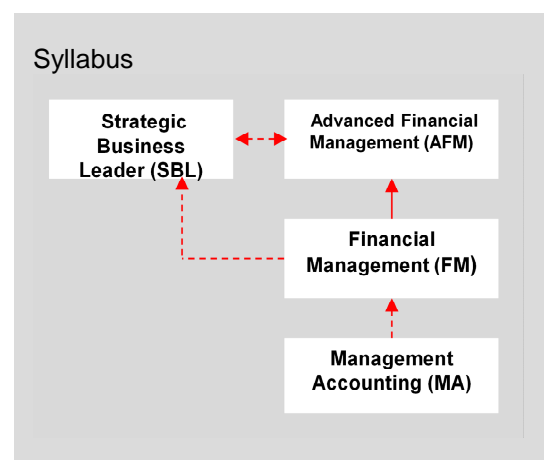 Syllabus
Strategic
Business
Leader (SBL)
Advanced Financial
Management (AFM)
Financial
Management (FM)
Management
Accounting (MA)